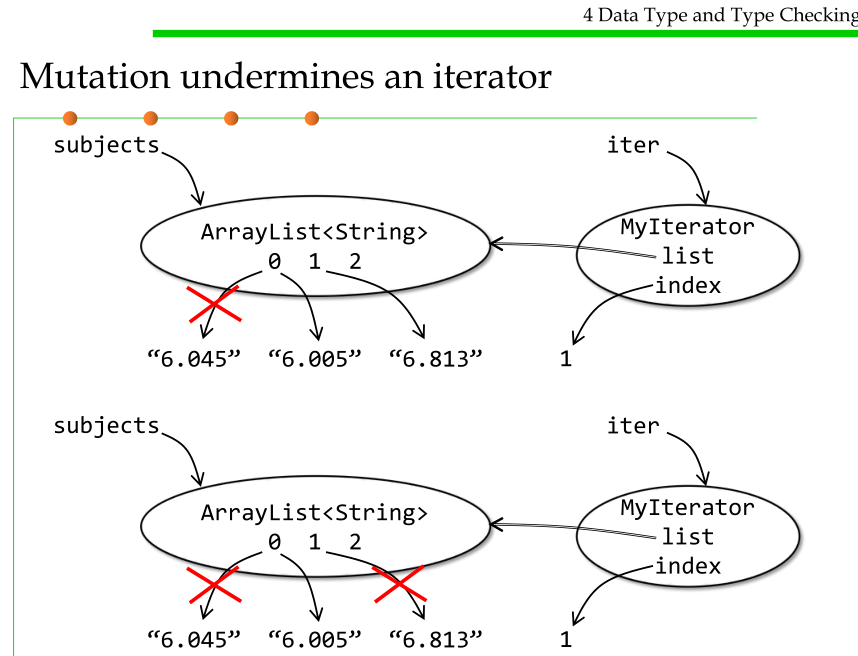 4 Data Type and Type Checking
Mutation undermines an iterator
subjects
iter
ArrayList<String>
0 1 2
MyIterator
list
index
“6.045” “6.005” “6.813”
1
subjects
iter
ArrayList<String>
0 1 2
MyIterator
list
index
“6.045” “6.005” “6.813”
1